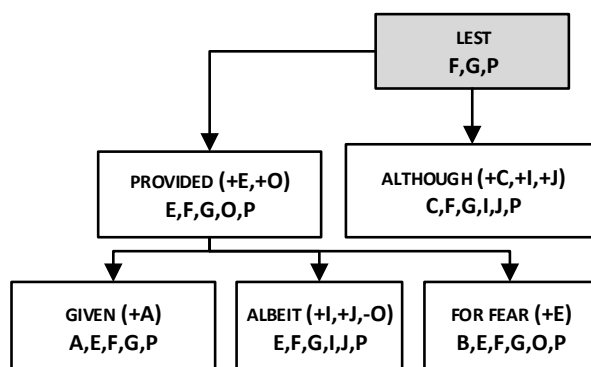 LEST
F,G,P
PROVIDED (+E,+O)
E,F,G,O,P
ALTHOUGH (+C,+I,+J)
C,F,G,I,J,P
GIVEN (+A)
A,E,F,G,P
ALBEIT (+I,+J,-O)
E,F,G,I,J,P
FOR FEAR (+E)
B,E,F,G,O,P